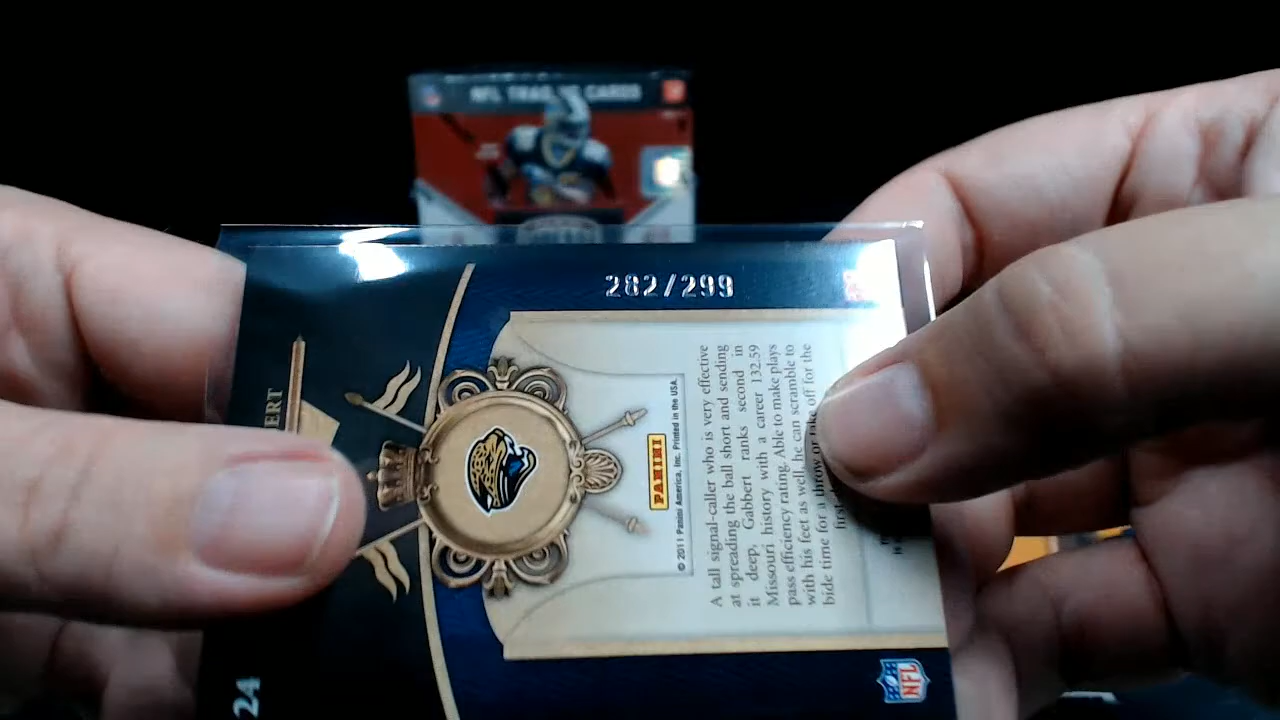 NFL TRADING CARDS
282/299
ERT
24
© 2011 Panini America, Inc. Printed in the USA.
PANINI
A tall signal-caller who is very effective
at spreading the ball short and sending
it deep, Gabbert ranks second in
Missouri history with a career 132.59
pass efficiency rating. Able to make plays
with his feet as well, he can scramble to
bide time for a throw or take off for the
first
NFL